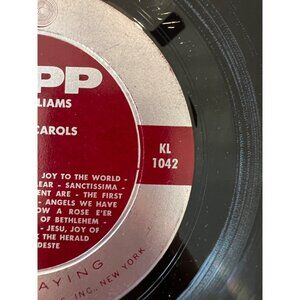 PP
LIAMS
CAROLS
KL
1042
JOY TO THE WORLD -
LEAR - SANCTISSIMA -
ENT ARE - THE FIRST
- ANGELS WE HAVE
OW A ROSE E'ER
OF BETHLEHEM -
- JESU, JOY OF
THE HERALD
DESTE
AYING
INC., NEW YORK